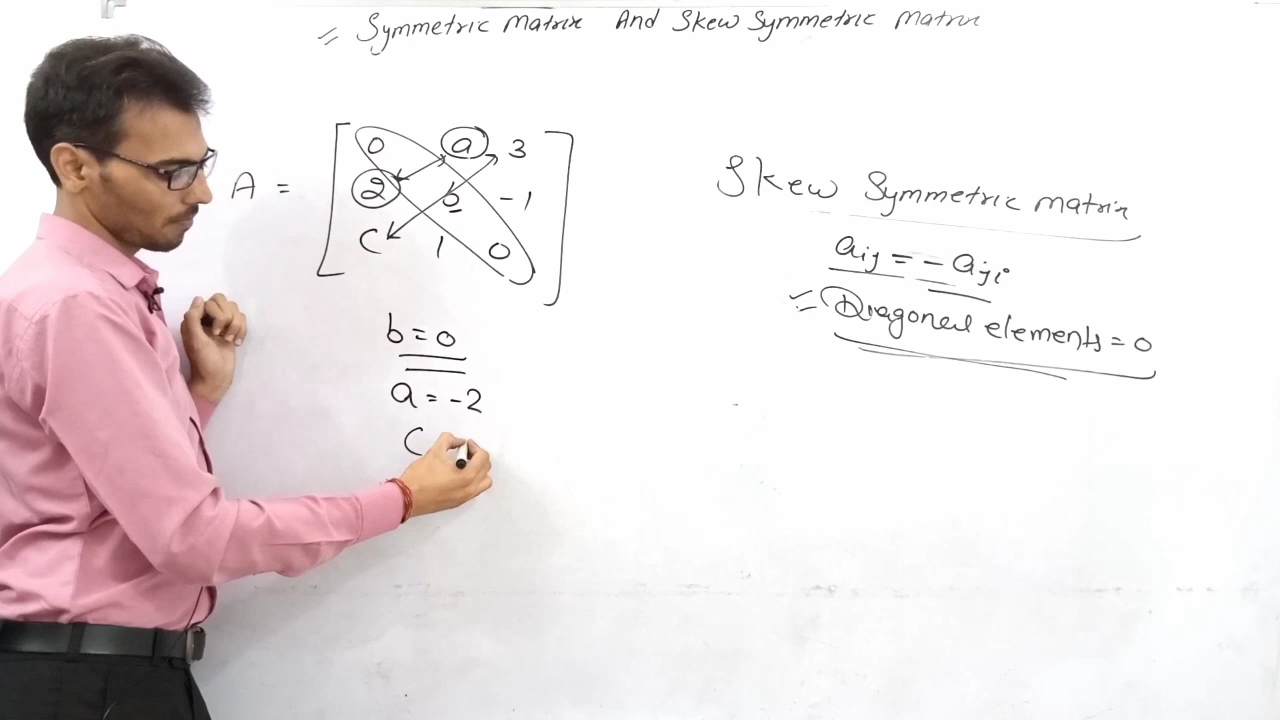 = Symmetric Matrix And Skew Symmetric Matrix
A = [ 0 a 3
2 b -1
C 1 0 ]
b = 0
a = -2
C
Skew Symmetric matrix
aij = - aji
= Diagonal elements = 0